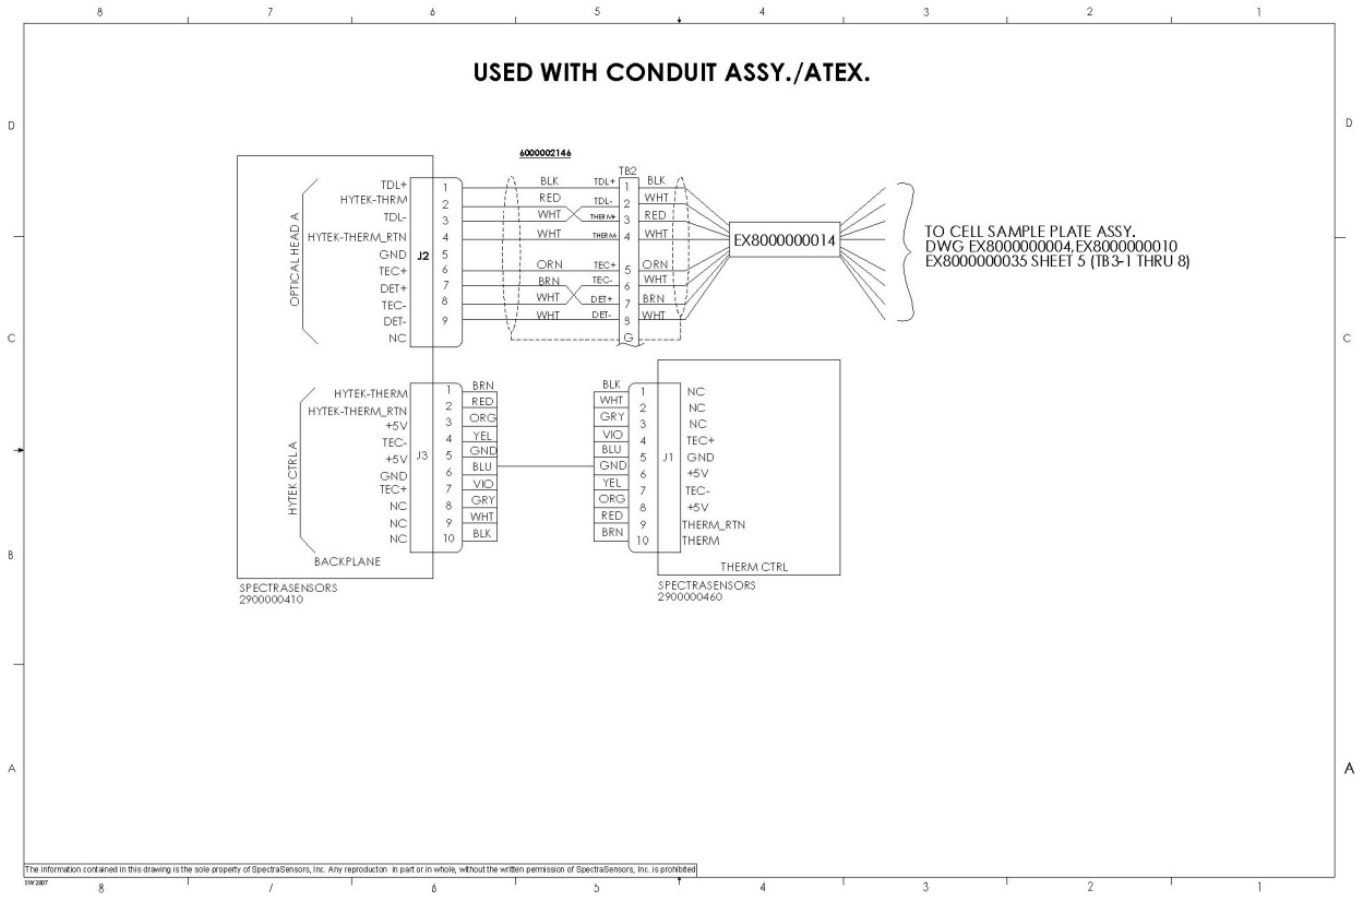 8 7 6 5 4 3 2 1
USED WITH CONDUIT ASSY./ATEX.
D
D
6000002146
TB2
TDL+ 1 BLK TDL+ 1 BLK
HYTEK-THRM 2 RED TDL- 2 WHT
TDL- 3 WHT THERM+ 3 RED
HYTEK-THERM_RTN 4 WHT THERM- 4 WHT
GND 5
TEC+ 6 ORN TEC+ 5 ORN
DET+ 7 BRN TEC- 6 WHT
TEC- 8 WHT DET+ 7 BRN
DET- 9 WHT DET- 8 WHT
NC
G
OPTICAL HEAD A
J2
EX8000000014
TO CELL SAMPLE PLATE ASSY.
DWG EX8000000004,EX8000000010
EX8000000035 SHEET 5 (TB3-1 THRU 8)
C
C
HYTEK-THERM 1 BRN
HYTEK-THERM_RTN 2 RED
+5V 3 ORG
TEC- 4 YEL
+5V 5 GND
GND 6 BLU
TEC+ 7 VIO
NC 8 GRY
NC 9 WHT
NC 10 BLK
HYTEK CTRL A
J3
BACKPLANE
SPECTRASENSORS
2900000410
BLK 1 NC
WHT 2 NC
GRY 3 NC
VIO 4 TEC+
BLU 5 GND
GND 6 +5V
YEL 7 TEC-
ORG 8 +5V
RED 9 THERM_RTN
BRN 10 THERM
J1
THERM CTRL
SPECTRASENSORS
2900000460
B
B
A
A
The information contained in this drawing is the sole property of SpectraSensors, Inc. Any reproducton in part or in whole, without the written permission of SpectraSensors, Inc. is prohibited
SW2007
8 7 6 5 4 3 2 1